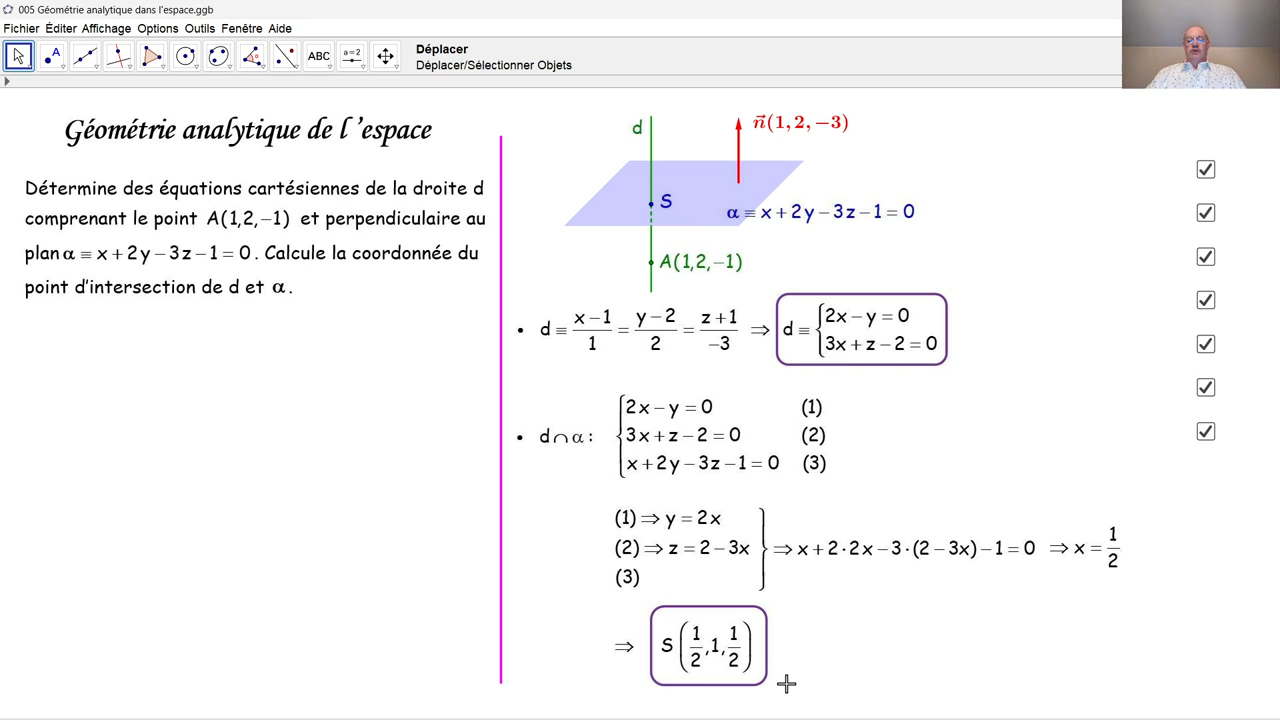 005 Géométrie analytique dans l'espace.ggb
Fichier Éditer Affichage Options Outils Fenêtre Aide
A
ABC
a=2
Déplacer
Déplacer/Sélectionner Objets
Géométrie analytique de l'espace
Détermine des équations cartésiennes de la droite d
comprenant le point A(1,2,−1) et perpendiculaire au
plan α ≡ x + 2y − 3z − 1 = 0. Calcule la coordonnée du
point d'intersection de d et α.
d
n⃗(1, 2, −3)
S
α ≡ x + 2y − 3z − 1 = 0
A(1,2,−1)
• d ≡ (x−1)/1 = (y−2)/2 = (z+1)/−3 ⇒ d ≡ { 2x − y = 0
3x + z − 2 = 0
• d ∩ α : { 2x − y = 0 (1)
3x + z − 2 = 0 (2)
x + 2y − 3z − 1 = 0 (3)
(1) ⇒ y = 2x
(2) ⇒ z = 2 − 3x } ⇒ x + 2·2x − 3·(2 − 3x) − 1 = 0 ⇒ x = 1/2
(3)
⇒ S(1/2, 1, 1/2)